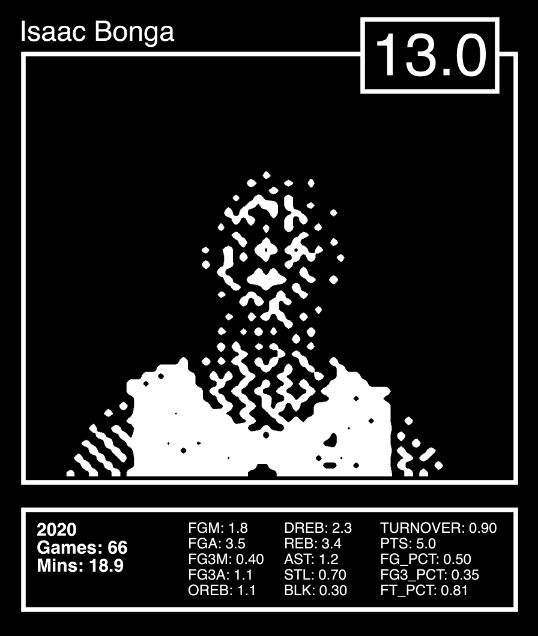 Isaac Bonga
13.0
2020
Games: 66
Mins: 18.9
FGM: 1.8
FGA: 3.5
FG3M: 0.40
FG3A: 1.1
OREB: 1.1
DREB: 2.3
REB: 3.4
AST: 1.2
STL: 0.70
BLK: 0.30
TURNOVER: 0.90
PTS: 5.0
FG_PCT: 0.50
FG3_PCT: 0.35
FT_PCT: 0.81